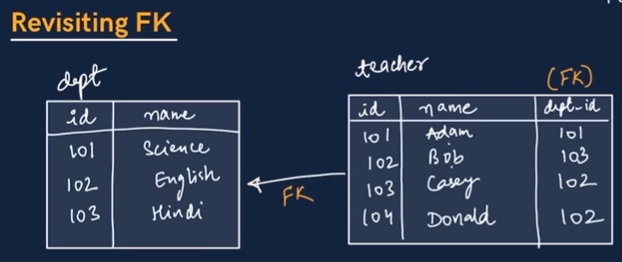 Revisiting FK
dept
id name
101 Science
102 English
103 Hindi
FK
teacher
(FK)
id name dept-id
101 Adam 101
102 Bob 103
103 Casey 102
104 Donald 102